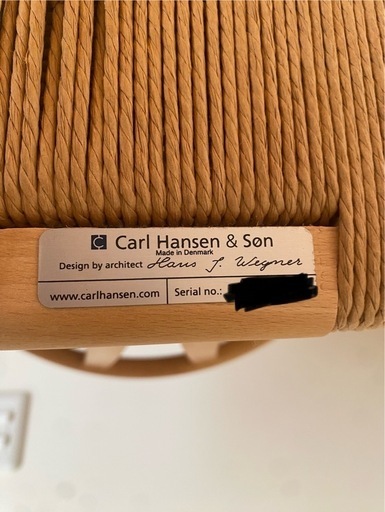 Carl Hansen & Søn
Made in Denmark
Design by architect Hans J. Wegner
www.carlhansen.com
Serial no.: